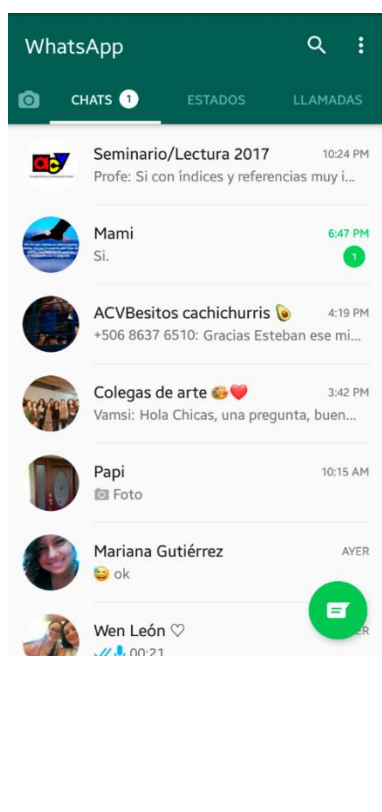 WhatsApp
CHATS 1 ESTADOS LLAMADAS
Seminario/Lectura 2017 10:24 PM
Profe: Si con índices y referencias muy i...
Mami 6:47 PM
Si. 1
ACVBesitos cachichurris 🥑 4:19 PM
+506 8637 6510: Gracias Esteban ese mi...
Colegas de arte 🎨❤️ 3:42 PM
Vamsi: Hola Chicas, una pregunta, buen...
Papi 10:15 AM
Foto
Mariana Gutiérrez AYER
😅 ok
Wen León ♡
00:21